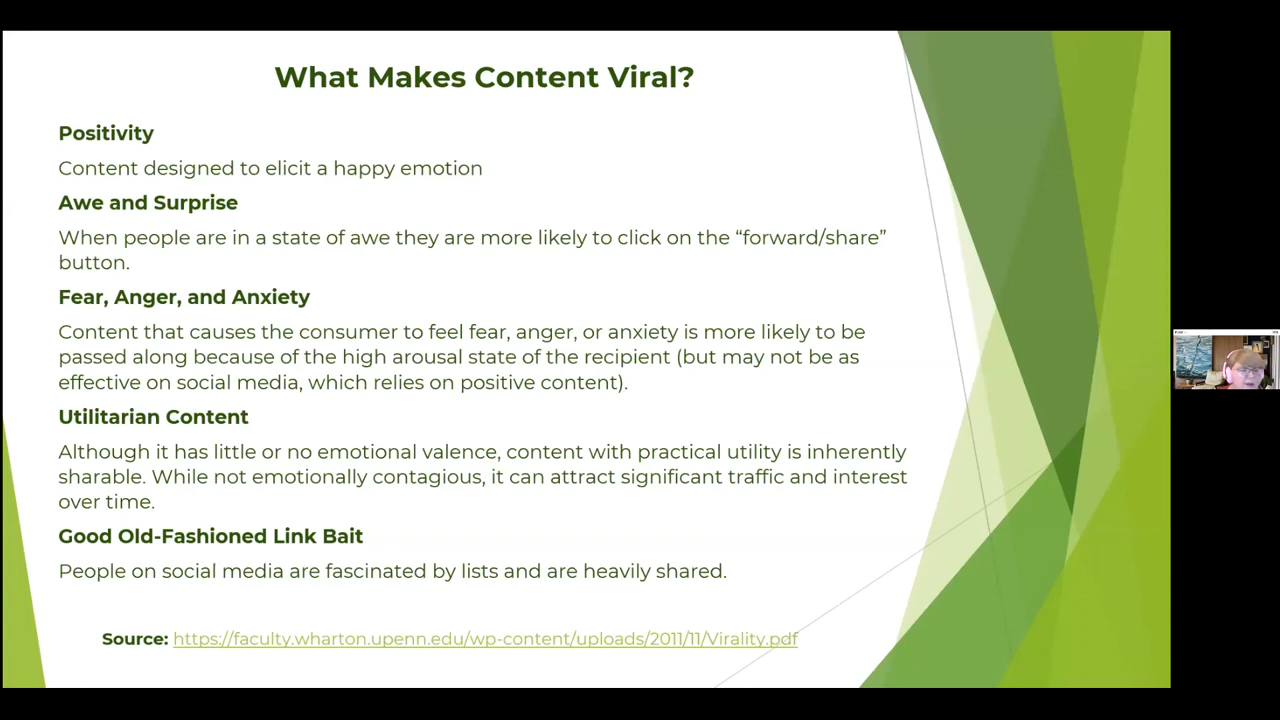 What Makes Content Viral?
Positivity
Content designed to elicit a happy emotion
Awe and Surprise
When people are in a state of awe they are more likely to click on the “forward/share”
button.
Fear, Anger, and Anxiety
Content that causes the consumer to feel fear, anger, or anxiety is more likely to be
passed along because of the high arousal state of the recipient (but may not be as
effective on social media, which relies on positive content).
Utilitarian Content
Although it has little or no emotional valence, content with practical utility is inherently
sharable. While not emotionally contagious, it can attract significant traffic and interest
over time.
Good Old-Fashioned Link Bait
People on social media are fascinated by lists and are heavily shared.
Source: https://faculty.wharton.upenn.edu/wp-content/uploads/2011/11/Virality.pdf